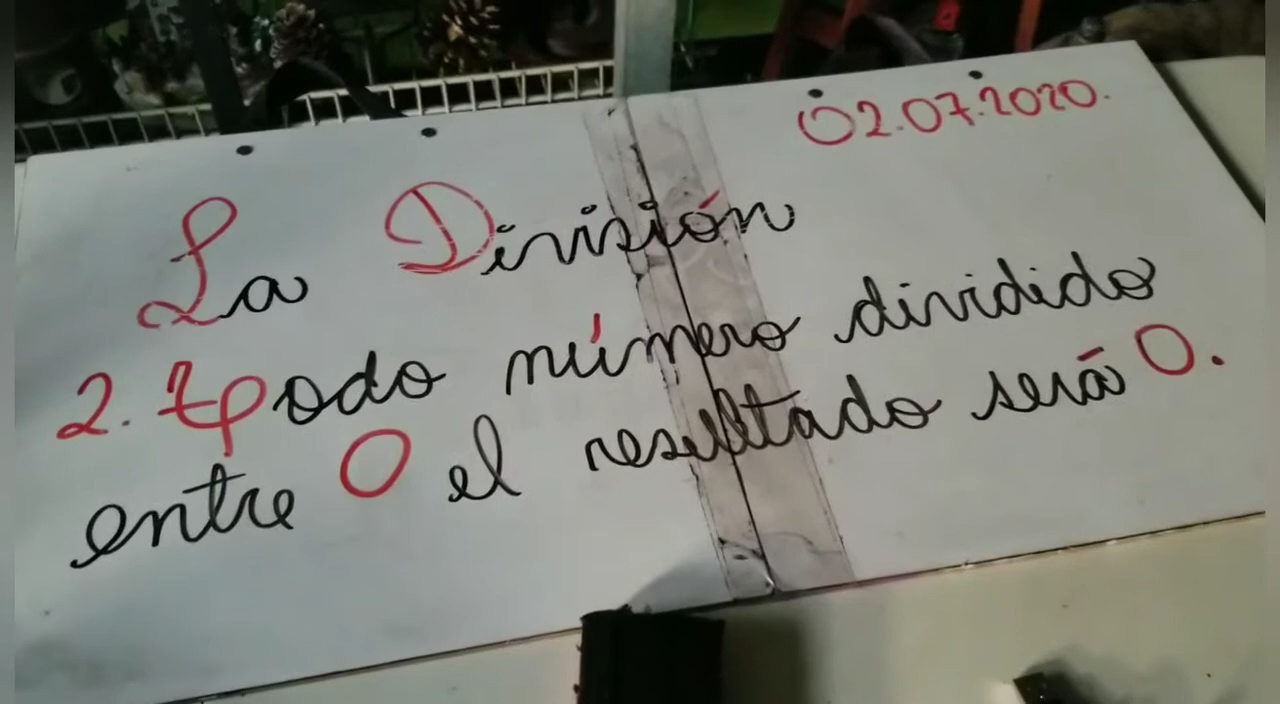 02.07.2020.
La División
2. Todo número dividido
entre 0 el resultado será 0.